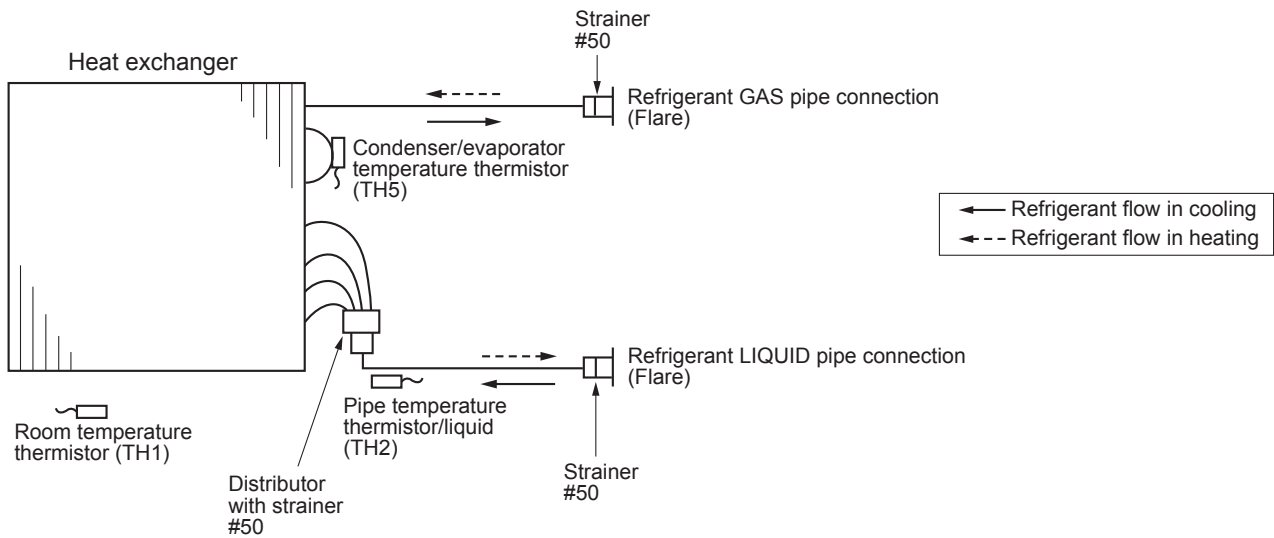 Strainer
#50
Heat exchanger
Refrigerant GAS pipe connection
(Flare)
Condenser/evaporator
temperature thermistor
(TH5)
Refrigerant flow in cooling
Refrigerant flow in heating
Refrigerant LIQUID pipe connection
(Flare)
Pipe temperature
thermistor/liquid
(TH2)
Room temperature
thermistor (TH1)
Strainer
#50
Distributor
with strainer
#50